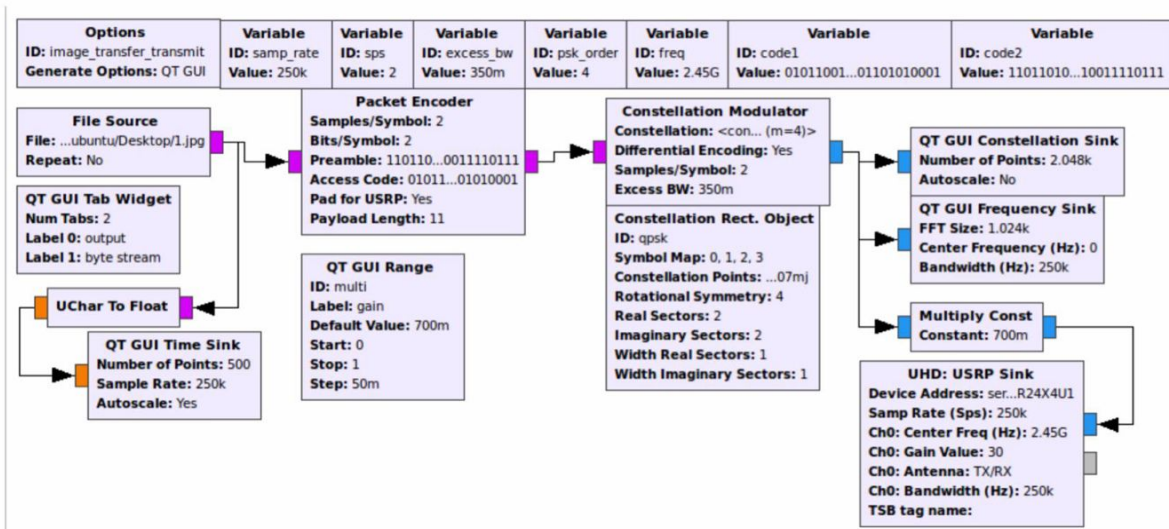 Options
ID: image_transfer_transmit
Generate Options: QT GUI
Variable
ID: samp_rate
Value: 250k
Variable
ID: sps
Value: 2
Variable
ID: excess_bw
Value: 350m
Variable
ID: psk_order
Value: 4
Variable
ID: freq
Value: 2.45G
Variable
ID: code1
Value: 01011001...01101010001
Variable
ID: code2
Value: 11011010...10011110111
File Source
File: ...ubuntu/Desktop/1.jpg
Repeat: No
Packet Encoder
Samples/Symbol: 2
Bits/Symbol: 2
Preamble: 110110...0011110111
Access Code: 01011...01010001
Pad for USRP: Yes
Payload Length: 11
Constellation Modulator
Constellation: <con... (m=4)>
Differential Encoding: Yes
Samples/Symbol: 2
Excess BW: 350m
QT GUI Constellation Sink
Number of Points: 2.048k
Autoscale: No
QT GUI Tab Widget
Num Tabs: 2
Label 0: output
Label 1: byte stream
QT GUI Range
ID: multi
Label: gain
Default Value: 700m
Start: 0
Stop: 1
Step: 50m
Constellation Rect. Object
ID: qpsk
Symbol Map: 0, 1, 2, 3
Constellation Points: ...07mj
Rotational Symmetry: 4
Real Sectors: 2
Imaginary Sectors: 2
Width Real Sectors: 1
Width Imaginary Sectors: 1
QT GUI Frequency Sink
FFT Size: 1.024k
Center Frequency (Hz): 0
Bandwidth (Hz): 250k
UChar To Float
QT GUI Time Sink
Number of Points: 500
Sample Rate: 250k
Autoscale: Yes
Multiply Const
Constant: 700m
UHD: USRP Sink
Device Address: ser...R24X4U1
Samp Rate (Sps): 250k
Ch0: Center Freq (Hz): 2.45G
Ch0: Gain Value: 30
Ch0: Antenna: TX/RX
Ch0: Bandwidth (Hz): 250k
TSB tag name: